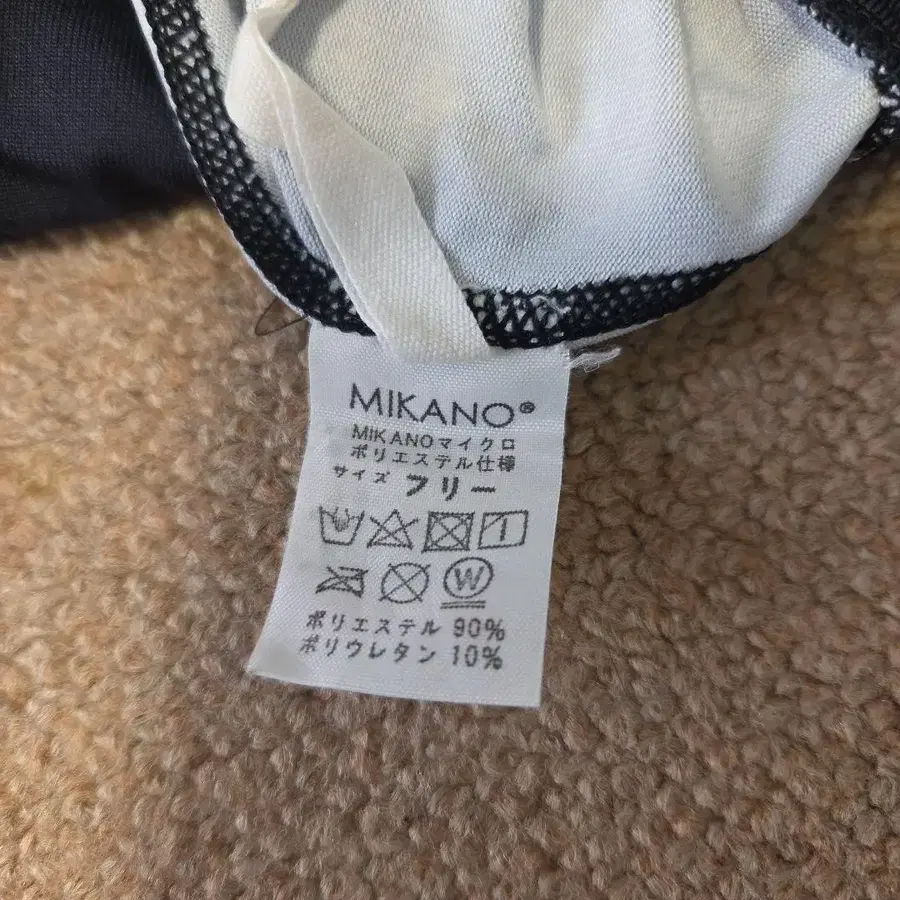 MIKANO®
MIKANOマイクロ
ポリエステル仕様
サイズ フリー
W
ポリエステル 90%
ポリウレタン 10%